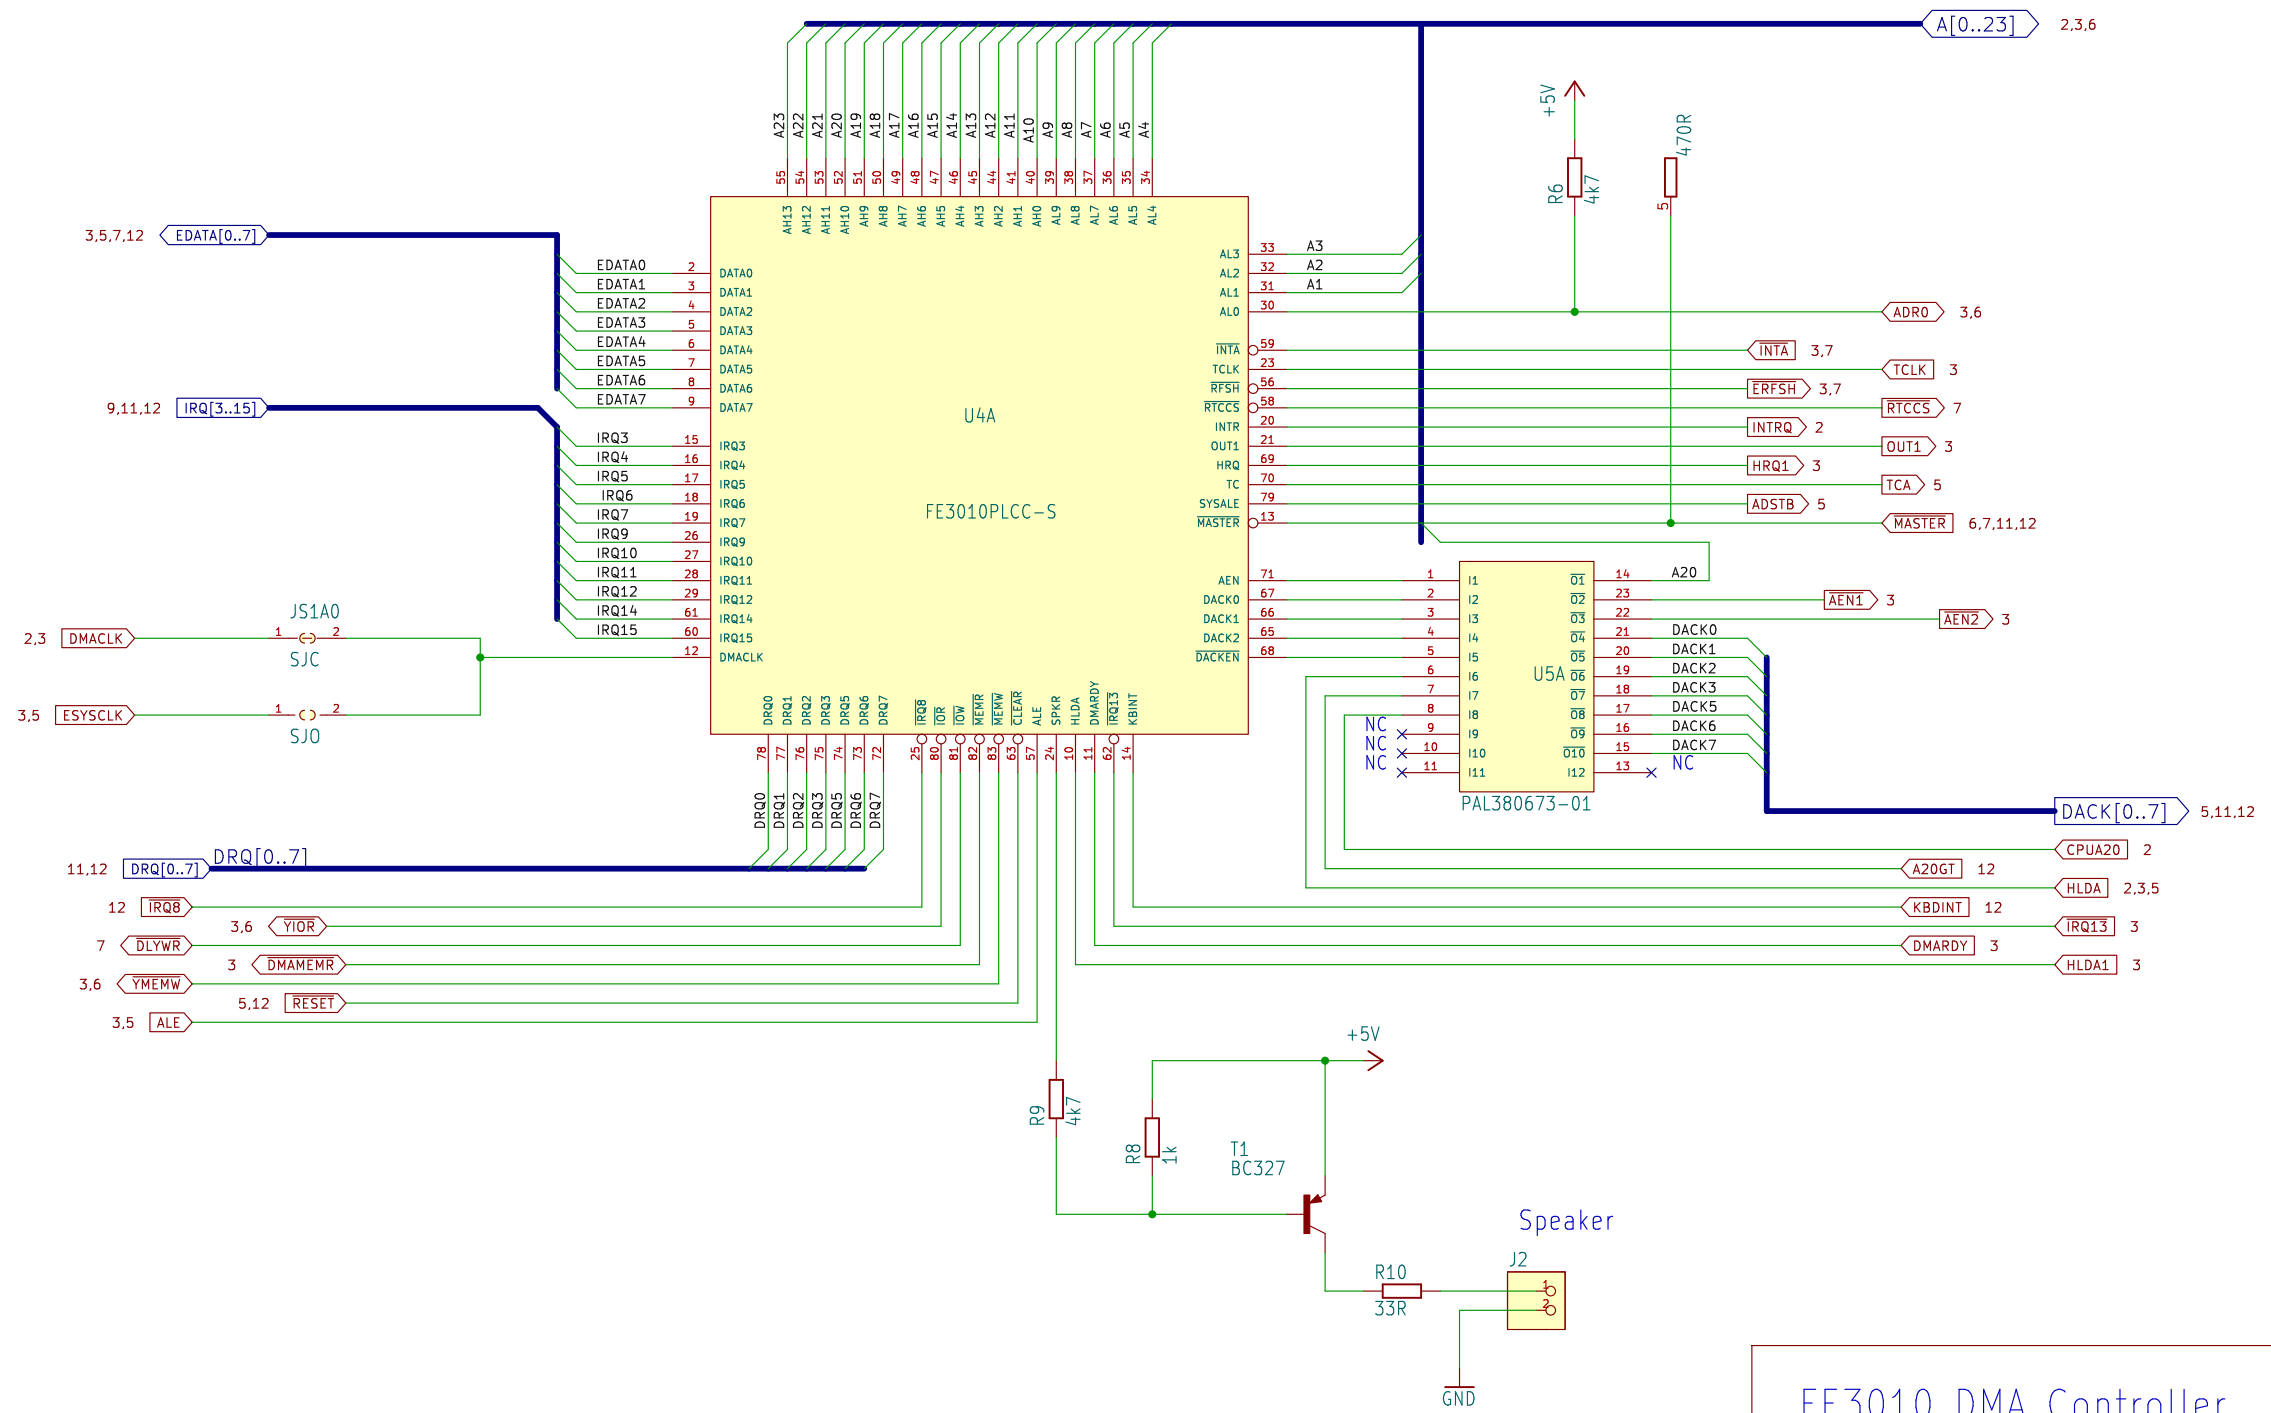 A[0..23] 2,3,6
A23 A22 A21 A20 A19 A18 A17 A16 A15 A14 A13 A12 A11 A10 A9 A8 A7 A6 A5 A4
55 54 53 52 51 50 49 48 47 46 45 44 41 40 39 38 37 36 35 34
AH13 AH12 AH11 AH10 AH9 AH8 AH7 AH6 AH5 AH4 AH3 AH2 AH1 AH0 AL9 AL8 AL7 AL6 AL5 AL4
+5V
R6 4k7
470R
5
3,5,7,12 EDATA[0..7]
EDATA0 2 DATA0
EDATA1 3 DATA1
EDATA2 4 DATA2
EDATA3 5 DATA3
EDATA4 6 DATA4
EDATA5 7 DATA5
EDATA6 8 DATA6
EDATA7 9 DATA7
9,11,12 IRQ[3..15]
IRQ3 15 IRQ3
IRQ4 16 IRQ4
IRQ5 17 IRQ5
IRQ6 18 IRQ6
IRQ7 19 IRQ7
IRQ9 26 IRQ9
IRQ10 27 IRQ10
IRQ11 28 IRQ11
IRQ12 29 IRQ12
IRQ14 61 IRQ14
IRQ15 60 IRQ15
12 DMACLK
U4A
FE3010PLCC-S
JS1A0
2,3 DMACLK 1 2
SJC
3,5 ESYSCLK 1 2
SJO
AL3 33 A3
AL2 32 A2
AL1 31 A1
AL0 30 ADR0 3,6
INTA 59 INTA 3,7
TCLK 23 TCLK 3
RFSH 56 ERFSH 3,7
RTCCS 58 RTCCS 7
INTR 20 INTRQ 2
OUT1 21 OUT1 3
HRQ 69 HRQ1 3
TC 70 TCA 5
SYSALE 79 ADSTB 5
MASTER 13 MASTER 6,7,11,12
AEN 71 1 I1 O1 14 A20
DACK0 67 2 I2 O2 23 AEN1 3
DACK1 66 3 I3 O3 22 AEN2 3
DACK2 65 4 I4 O4 21 DACK0
DACKEN 68 5 I5 O5 20 DACK1
6 I6 O6 19 DACK2
7 I7 O7 18 DACK3
8 I8 O8 17 DACK5
NC 9 I9 O9 16 DACK6
NC 10 I10 O10 15 DACK7
NC 11 I11 I12 13 NC
U5A
PAL380673-01
DACK[0..7] 5,11,12
DRQ0 DRQ1 DRQ2 DRQ3 DRQ5 DRQ6 DRQ7 IRQ8 IOR IOW MEMR MEMW CLEAR ALE SPKR HLDA DMARDY IRQ13 KBINT
78 77 76 75 74 73 72 25 80 81 82 83 63 57 24 10 11 62 14
DRQ0 DRQ1 DRQ2 DRQ3 DRQ5 DRQ6 DRQ7
DRQ[0..7]
11,12 DRQ[0..7]
12 IRQ8
3,6 YIOR
7 DLYWR
3 DMAMEMR
3,6 YMEMW
5,12 RESET
3,5 ALE
CPUA20 2
A20GT 12
HLDA 2,3,5
KBDINT 12
IRQ13 3
DMARDY 3
HLDA1 3
+5V
R9 4k7
R8 1k
T1
BC327
Speaker
J2
R10
33R
1
2
GND
FE3010 DMA Controller